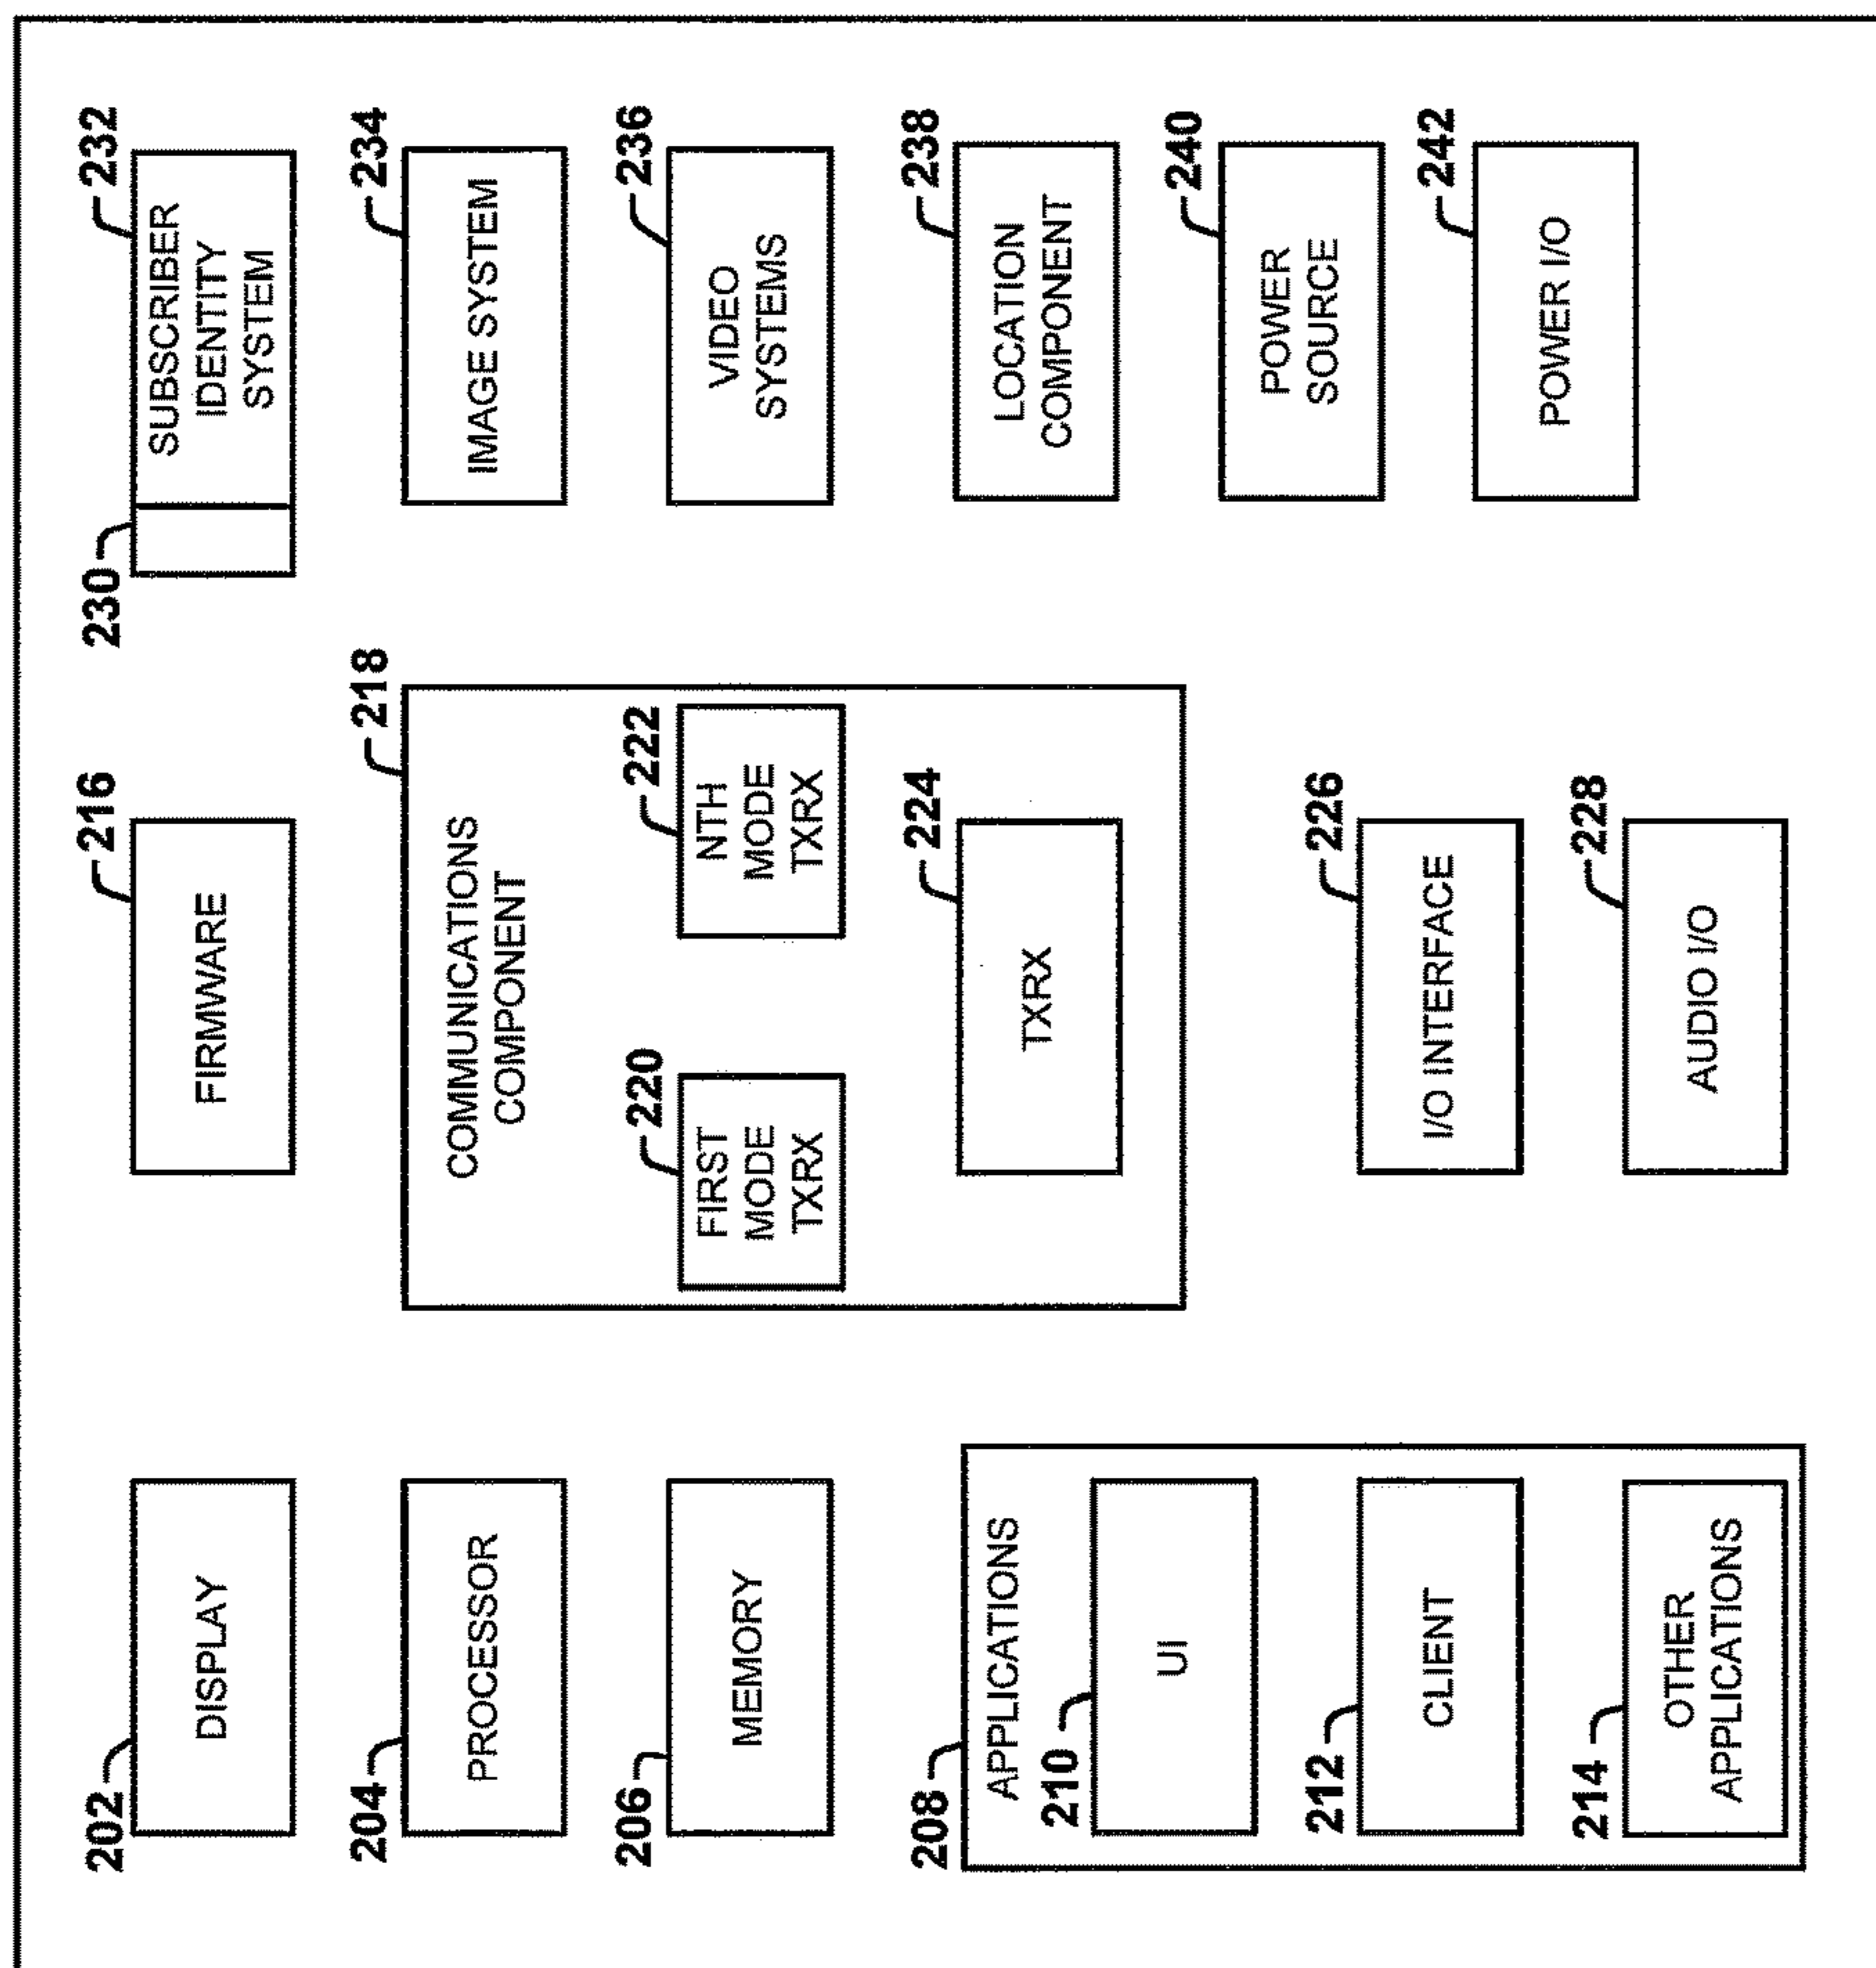 202
DISPLAY
204
PROCESSOR
206
MEMORY
208
APPLICATIONS
210
UI
212
CLIENT
214
OTHER
APPLICATIONS
216
FIRMWARE
218
COMMUNICATIONS
COMPONENT
220
FIRST
MODE
TXRX
222
NTH
MODE
TXRX
224
TXRX
226
I/O INTERFACE
228
AUDIO I/O
230
232
SUBSCRIBER
IDENTITY
SYSTEM
234
IMAGE SYSTEM
236
VIDEO
SYSTEMS
238
LOCATION
COMPONENT
240
POWER
SOURCE
242
POWER I/O